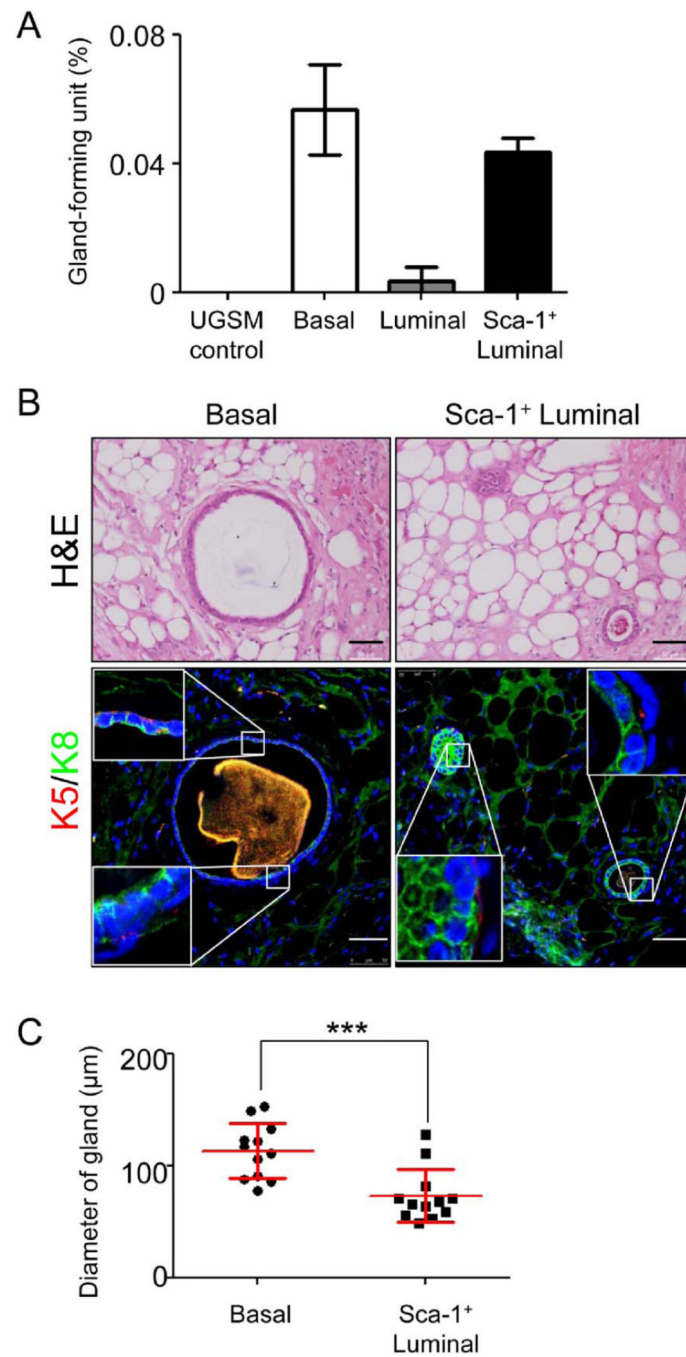 A
Gland-forming unit (%)
0.08
0.04
0
UGSM
control
Basal
Luminal
Sca-1⁺
Luminal
B
Basal
Sca-1⁺ Luminal
H&E
K5/K8
C
***
Diameter of gland (µm)
200
100
0
Basal
Sca-1⁺
Luminal